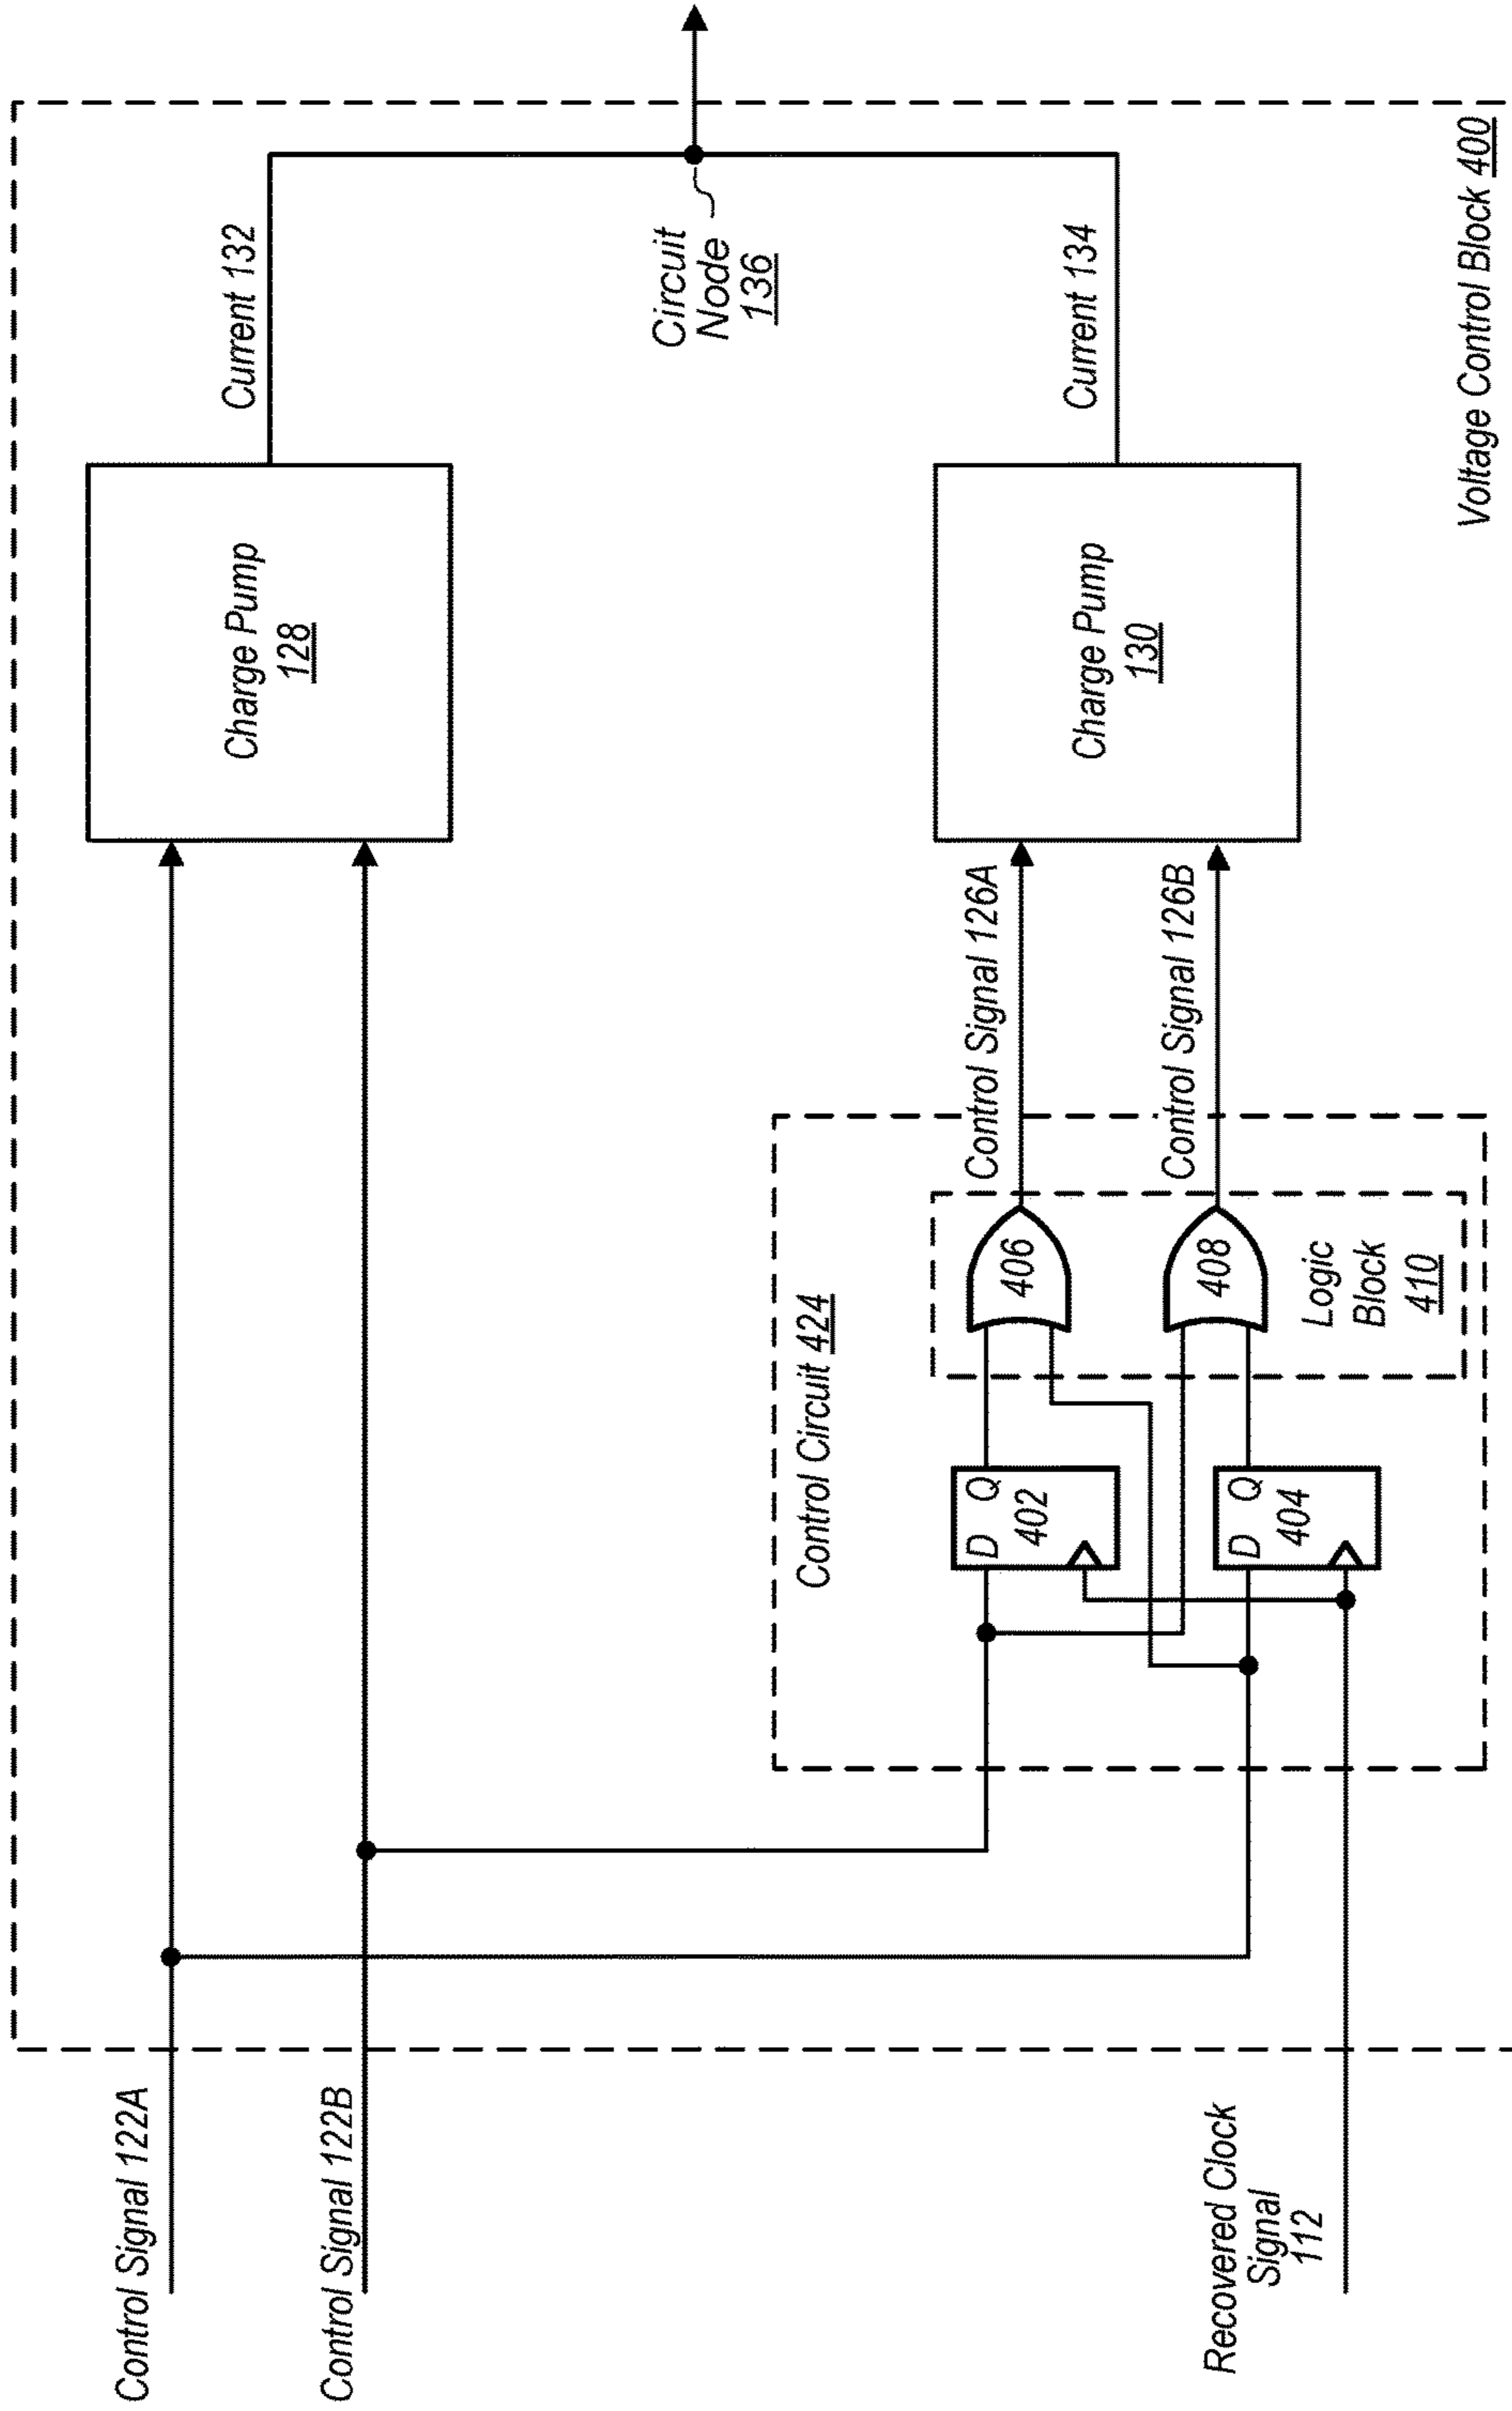 Control Signal 122A
Control Signal 122B
Recovered Clock
Signal
112
Charge Pump
128
Current 132
Circuit
Node
136
Control Circuit 424
D Q
402
D Q
404
406
408
Logic
Block
410
Control Signal 126A
Control Signal 126B
Charge Pump
130
Current 134
Voltage Control Block 400